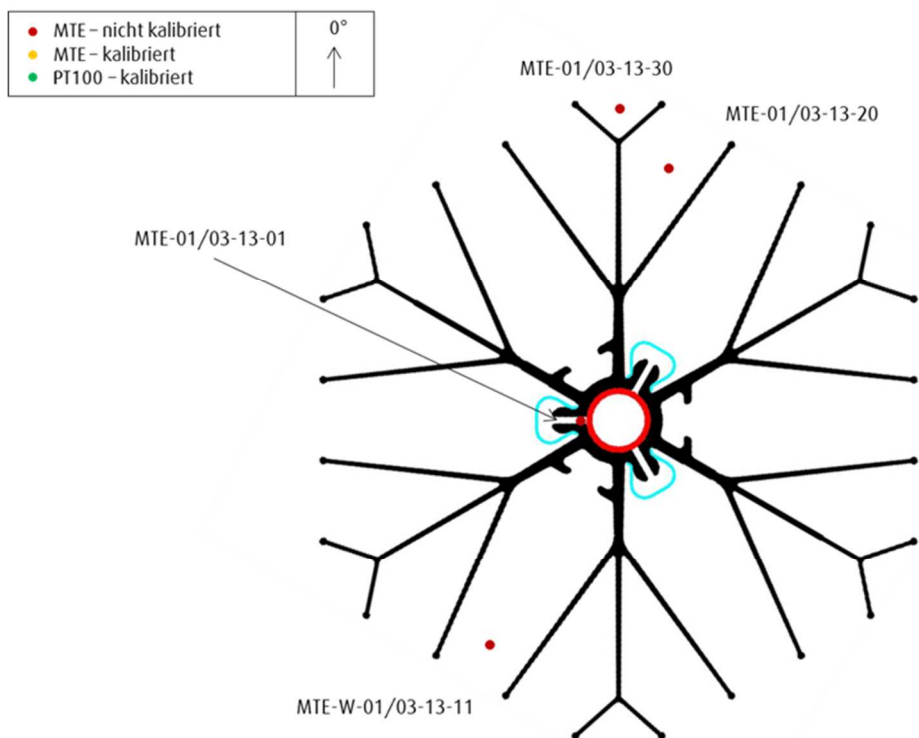 MTE – nicht kalibriert
MTE – kalibriert
PT100 – kalibriert
0°
MTE-01/03-13-30
MTE-01/03-13-20
MTE-01/03-13-01
MTE-W-01/03-13-11